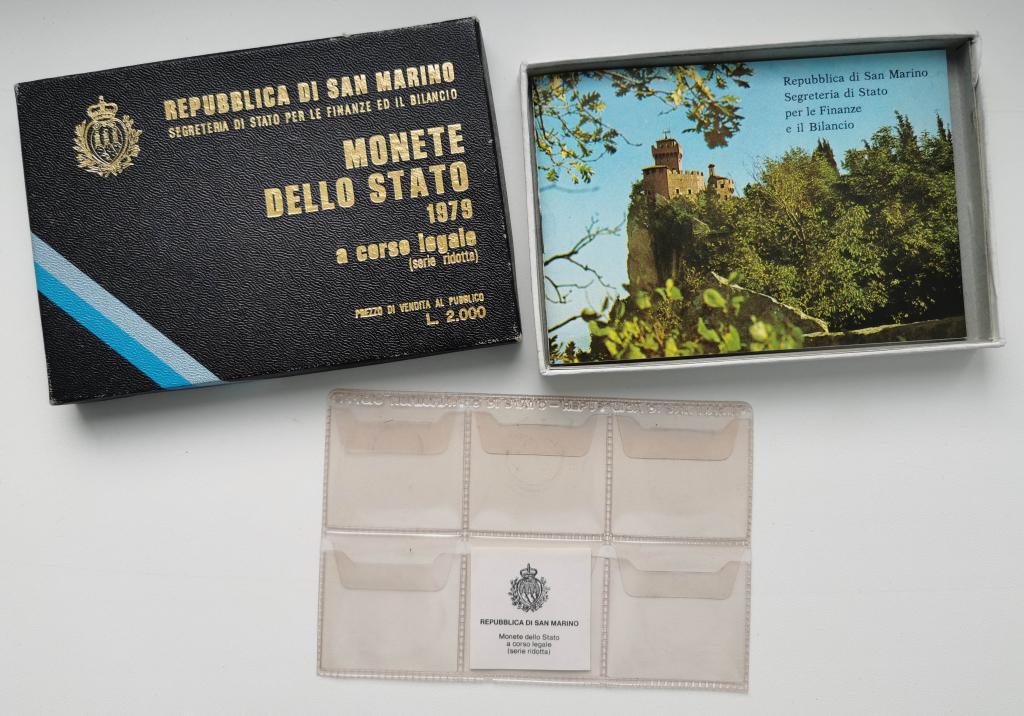 REPUBBLICA DI SAN MARINO
SEGRETERIA DI STATO PER LE FINANZE ED IL BILANCIO
MONETE
DELLO STATO
1979
a corso legale
(serie ridotta)
PREZZO DI VENDITA AL PUBBLICO
L. 2.000
Repubblica di San Marino
Segreteria di Stato
per le Finanze
e il Bilancio
DI STATO
REPUBBLICA DI SAN MARINO
Monete dello Stato
a corso legale
(serie ridotta)